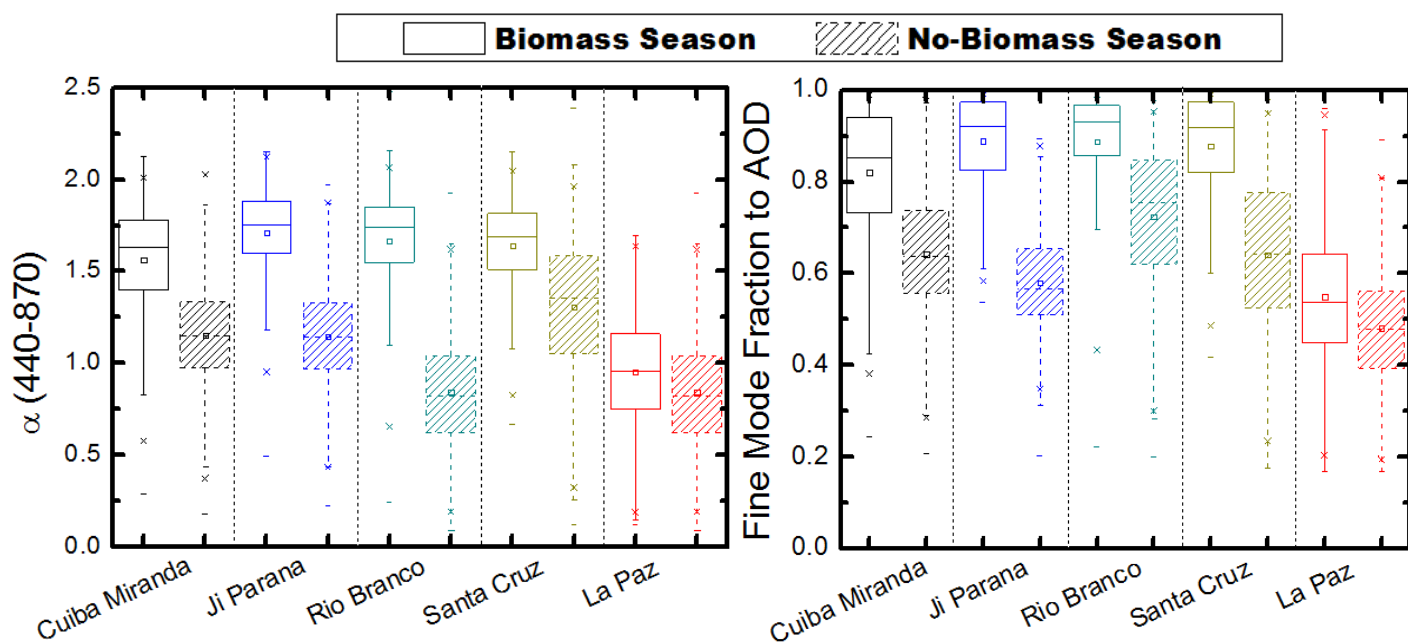 Biomass Season
No-Biomass Season
α (440-870)
2.5
2.0
1.5
1.0
0.5
0.0
Cuiba Miranda
Ji Parana
Rio Branco
Santa Cruz
La Paz
Fine Mode Fraction to AOD
1.0
0.8
0.6
0.4
0.2
0.0
Cuiba Miranda
Ji Parana
Rio Branco
Santa Cruz
La Paz